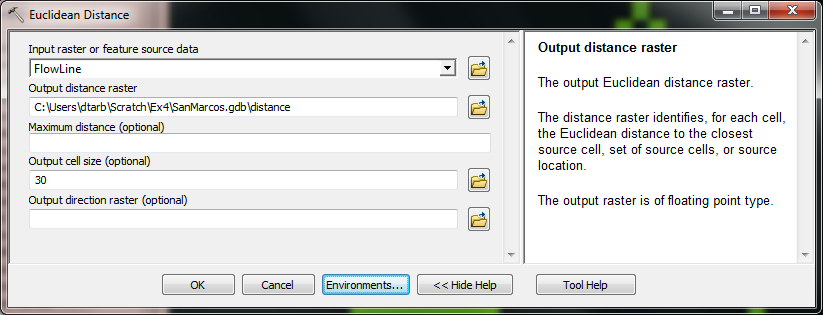 Euclidean Distance
Input raster or feature source data
FlowLine
Output distance raster
C:\Users\dtarb\Scratch\Ex4\SanMarcos.gdb\distance
Maximum distance (optional)
Output cell size (optional)
30
Output direction raster (optional)
Output distance raster
The output Euclidean distance raster.
The distance raster identifies, for each cell,
the Euclidean distance to the closest
source cell, set of source cells, or source
location.
The output raster is of floating point type.
OK
Cancel
Environments...
<< Hide Help
Tool Help